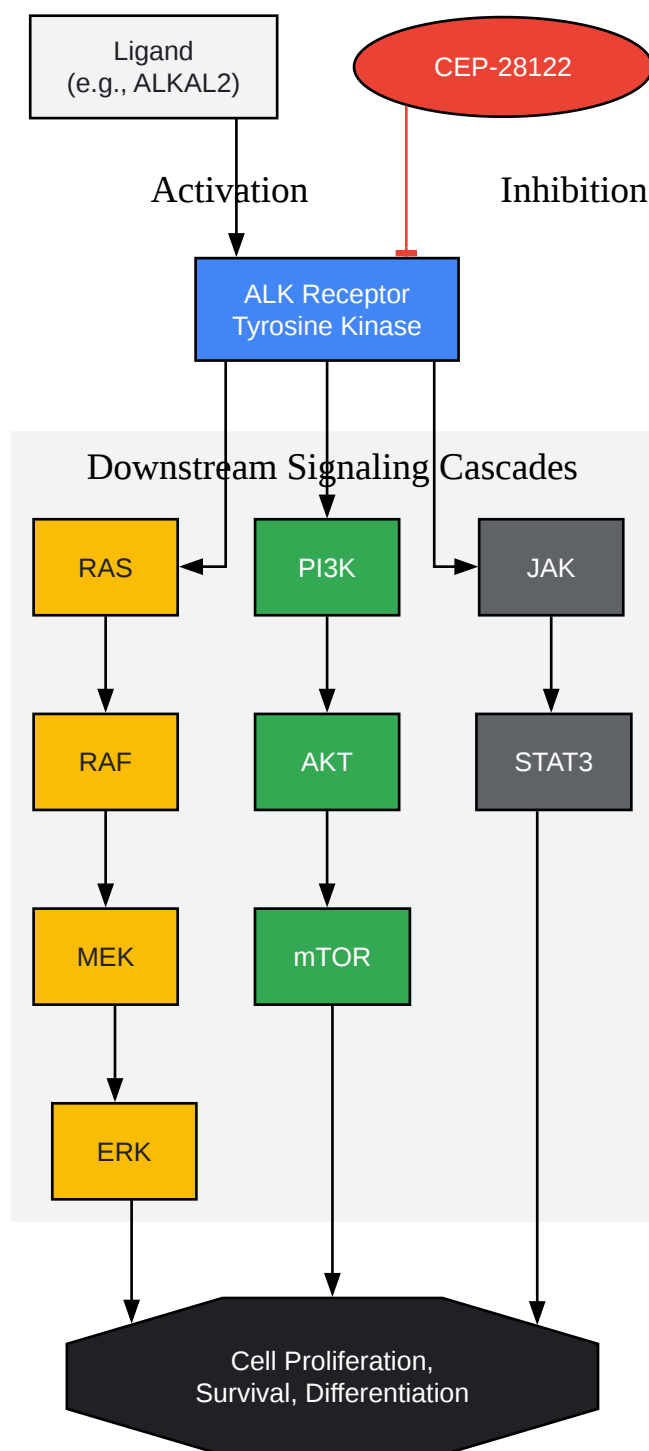 Ligand
(e.g., ALKAL2)
CEP-28122
Activation
Inhibition
ALK Receptor
Tyrosine Kinase
Downstream Signaling Cascades
RAS
PI3K
JAK
RAF
AKT
STAT3
MEK
mTOR
ERK
Cell Proliferation,
Survival, Differentiation